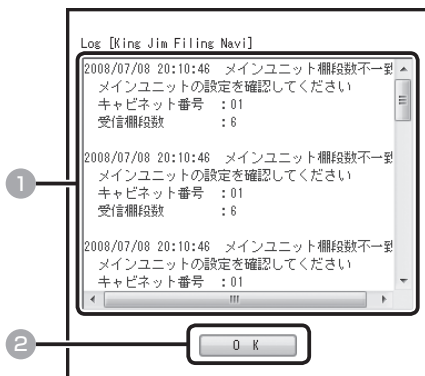 Log [King Jim Filing Navi]
2008/07/08 20:10:46 メインユニット棚段数不一致
メインユニットの設定を確認してください
キャビネット番号 :01
受信棚段数 :6
2008/07/08 20:10:46 メインユニット棚段数不一致
メインユニットの設定を確認してください
キャビネット番号 :01
受信棚段数 :6
2008/07/08 20:10:46 メインユニット棚段数不一致
メインユニットの設定を確認してください
キャビネット番号 :01
1
2
O K